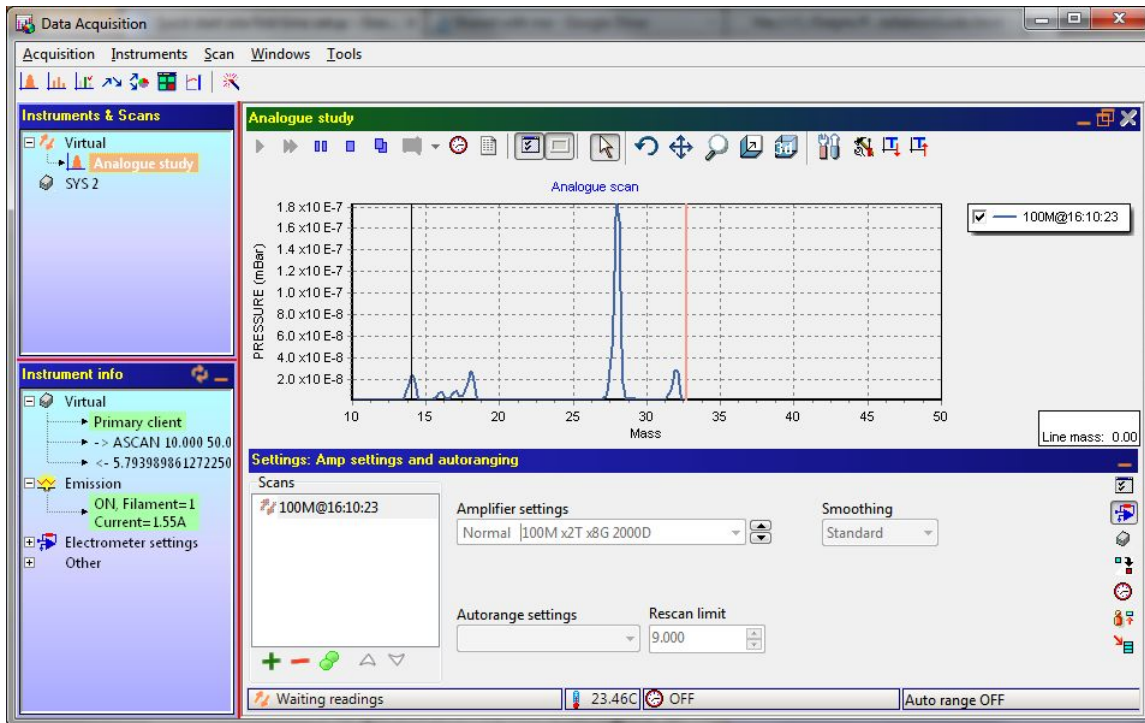 Data Acquisition
Acquisition Instruments Scan Windows Tools
Instruments & Scans
Virtual
Analogue study
SYS 2
Instrument info
Virtual
Primary client
-> ASCAN 10.000 50.0
<- 5.793989861272250
Emission
ON, Filament=1
Current=1.55A
Electrometer settings
Other
Analogue study
3D
Analogue scan
PRESSURE (mBar)
1.8 x10 E-7
1.6 x10 E-7
1.4 x10 E-7
1.2 x10 E-7
1.0 x10 E-7
8.0 x10 E-8
6.0 x10 E-8
4.0 x10 E-8
2.0 x10 E-8
10 15 20 25 30 35 40 45 50
Mass
100M@16:10:23
Line mass: 0.00
Settings: Amp settings and autoranging
Scans
100M@16:10:23
Amplifier settings
Normal |100M x2T x8G 2000D
Smoothing
Standard
Autorange settings
Rescan limit
9.000
Waiting readings 23.46C OFF Auto range OFF